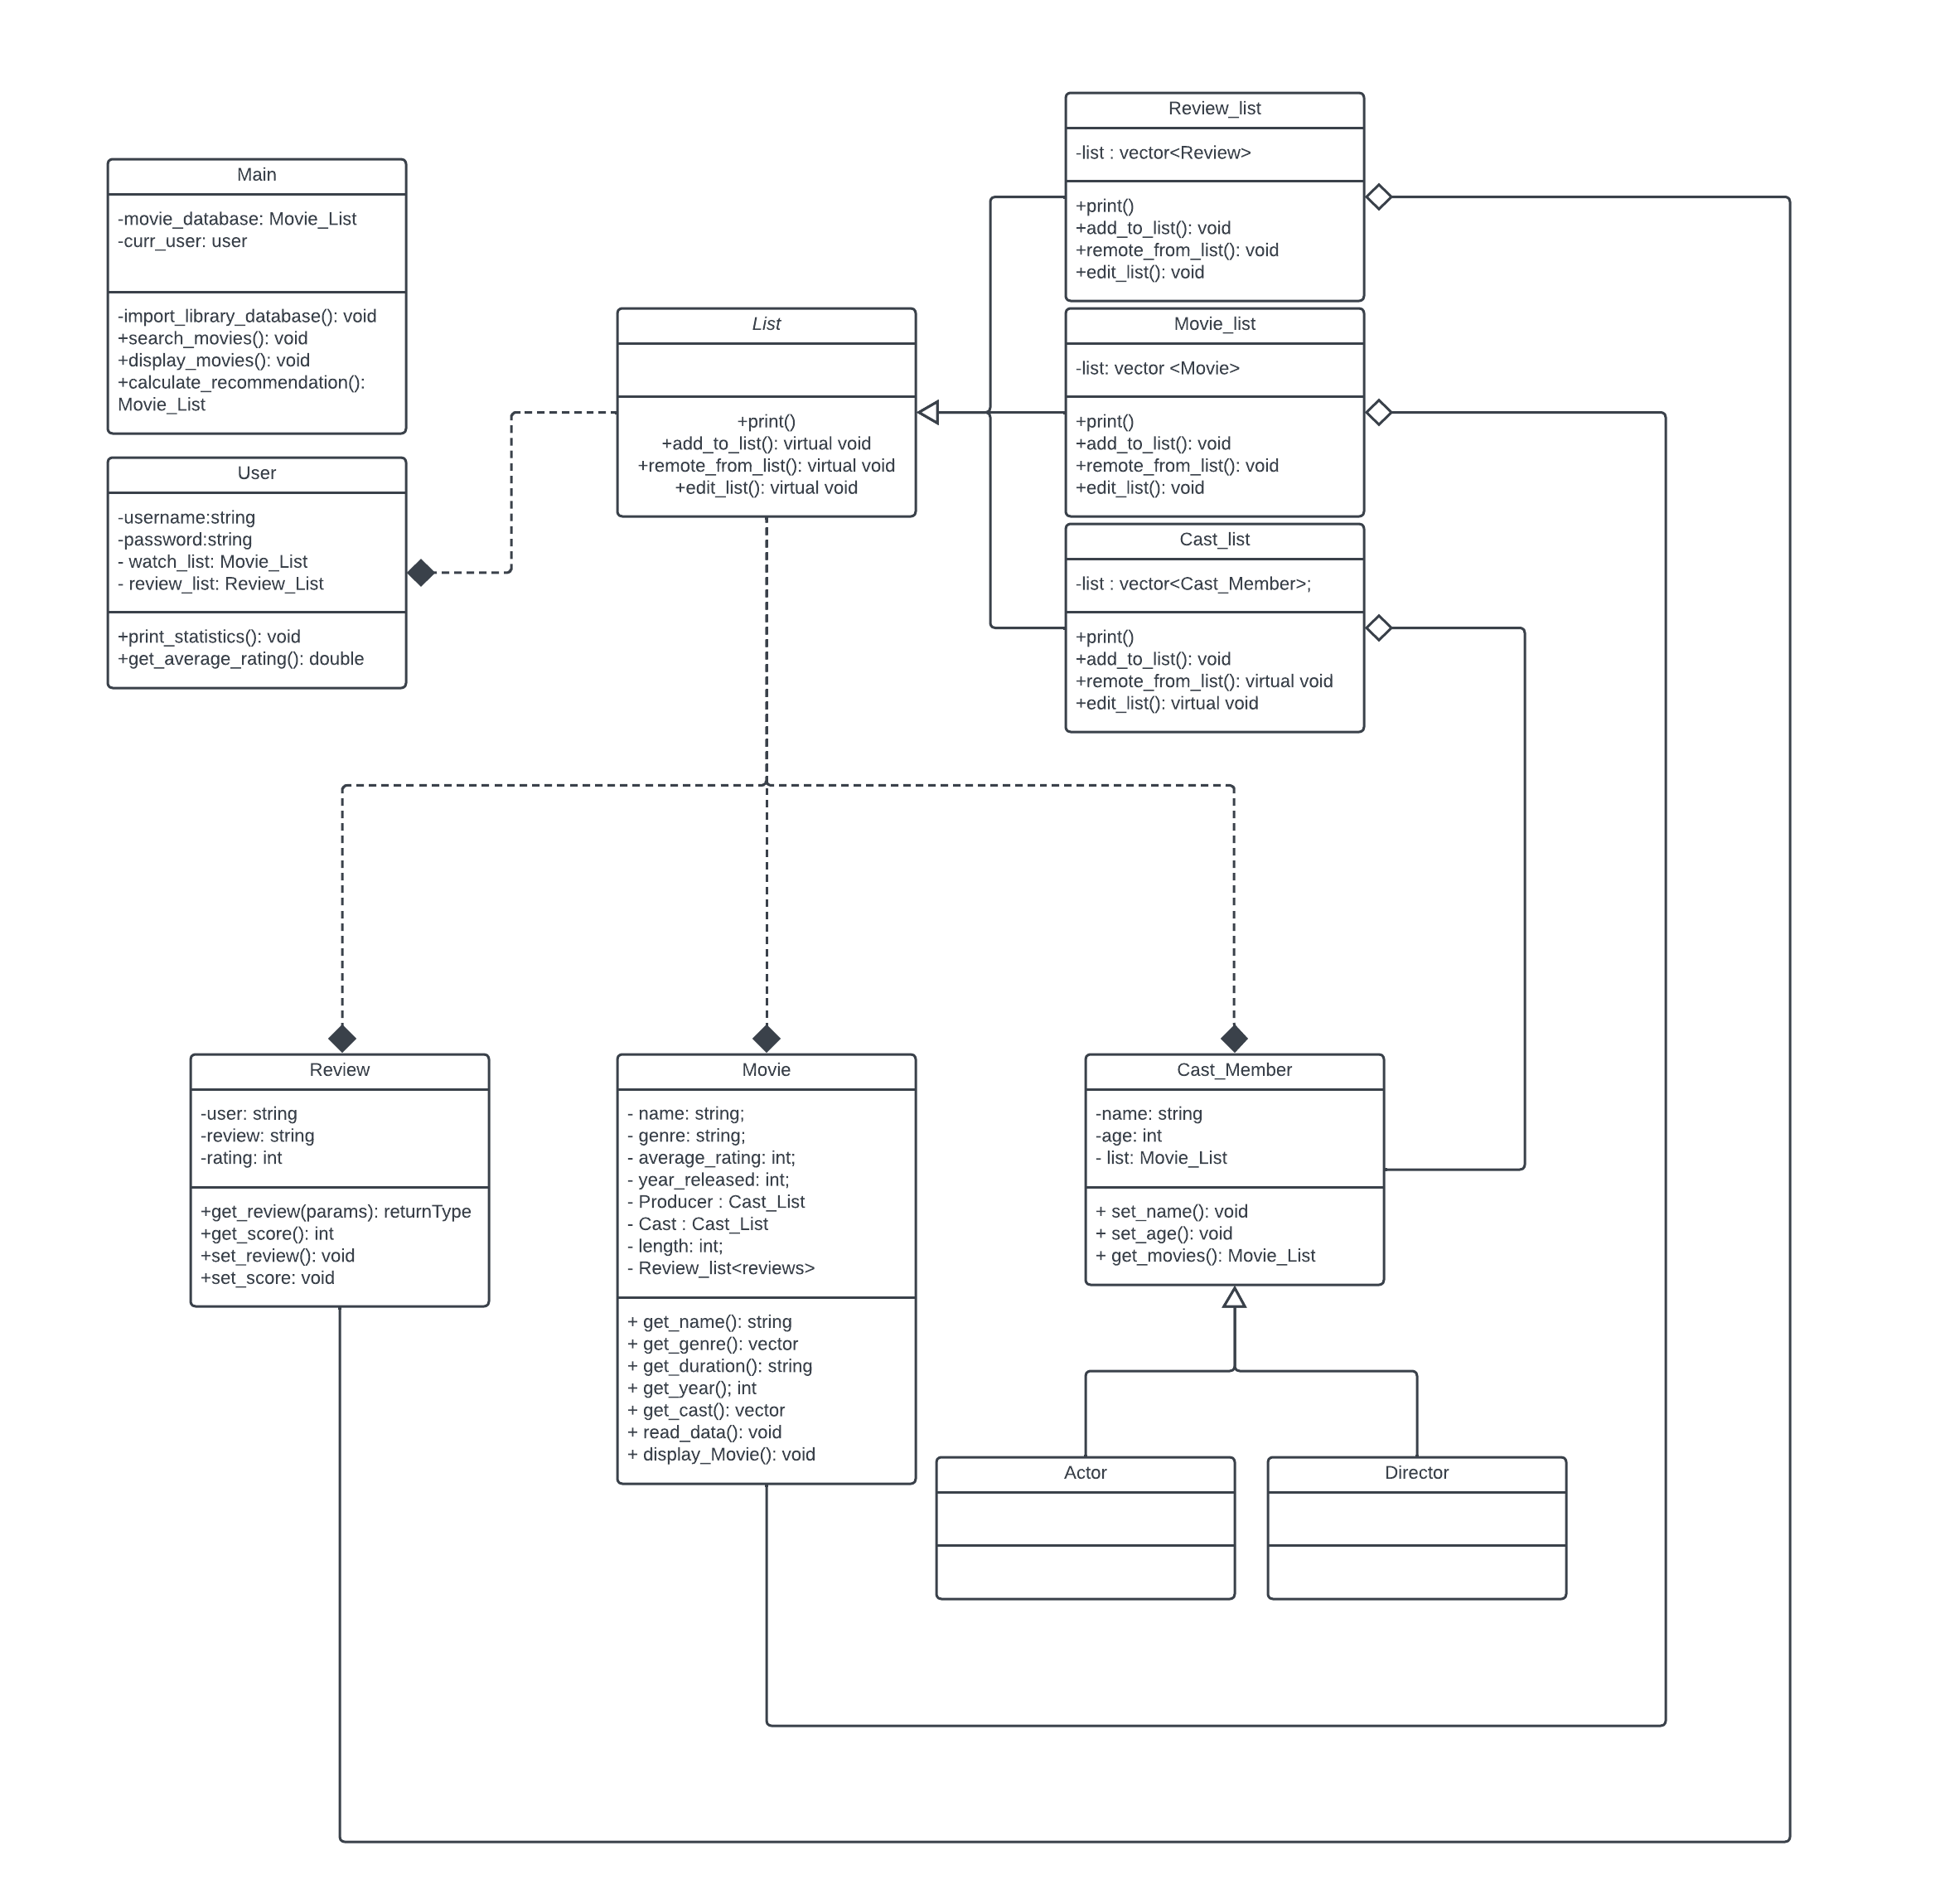 Review_list
-list : vector<Review>
+print()
+add_to_list(): void
+remote_from_list(): void
+edit_list(): void
Main
-movie_database: Movie_List
-curr_user: user
-import_library_database(): void
+search_movies(): void
+display_movies(): void
+calculate_recommendation():
Movie_List
List
+print()
+add_to_list(): virtual void
+remote_from_list(): virtual void
+edit_list(): virtual void
Movie_list
-list: vector <Movie>
+print()
+add_to_list(): void
+remote_from_list(): void
+edit_list(): void
User
-username:string
-password:string
- watch_list: Movie_List
- review_list: Review_List
+print_statistics(): void
+get_average_rating(): double
Cast_list
-list : vector<Cast_Member>;
+print()
+add_to_list(): void
+remote_from_list(): virtual void
+edit_list(): virtual void
Review
-user: string
-review: string
-rating: int
+get_review(params): returnType
+get_score(): int
+set_review(): void
+set_score: void
Movie
- name: string;
- genre: string;
- average_rating: int;
- year_released: int;
- Producer : Cast_List
- Cast : Cast_List
- length: int;
- Review_list<reviews>
+ get_name(): string
+ get_genre(): vector
+ get_duration(): string
+ get_year(); int
+ get_cast(): vector
+ read_data(): void
+ display_Movie(): void
Cast_Member
-name: string
-age: int
- list: Movie_List
+ set_name(): void
+ set_age(): void
+ get_movies(): Movie_List
Actor
Director